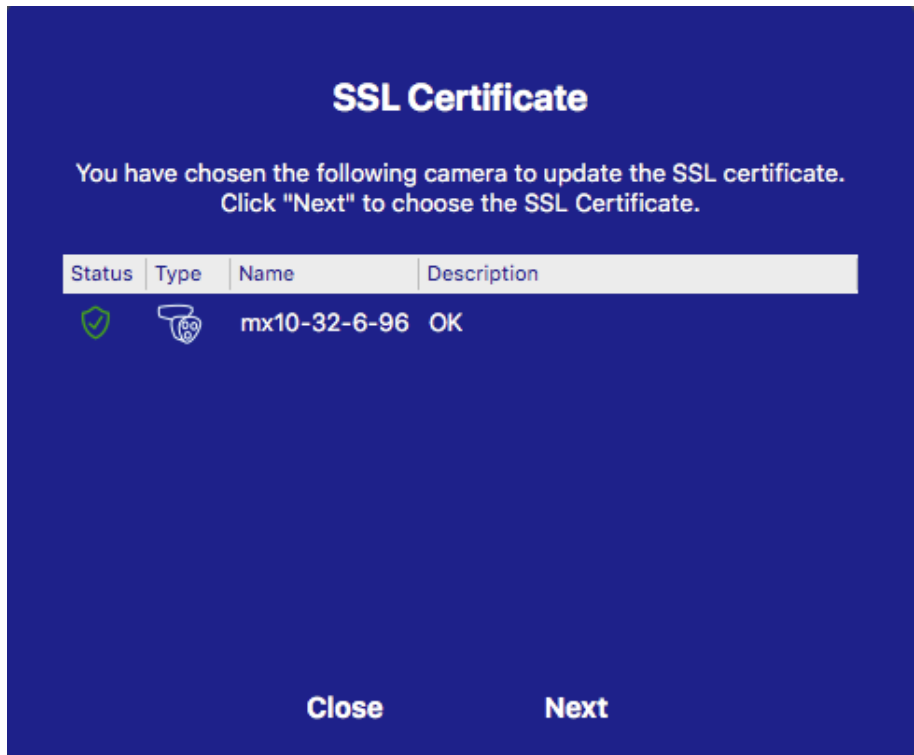 SSL Certificate
You have chosen the following camera to update the SSL certificate.
Click "Next" to choose the SSL Certificate.
Status Type Name Description
mx10-32-6-96 OK
Close Next